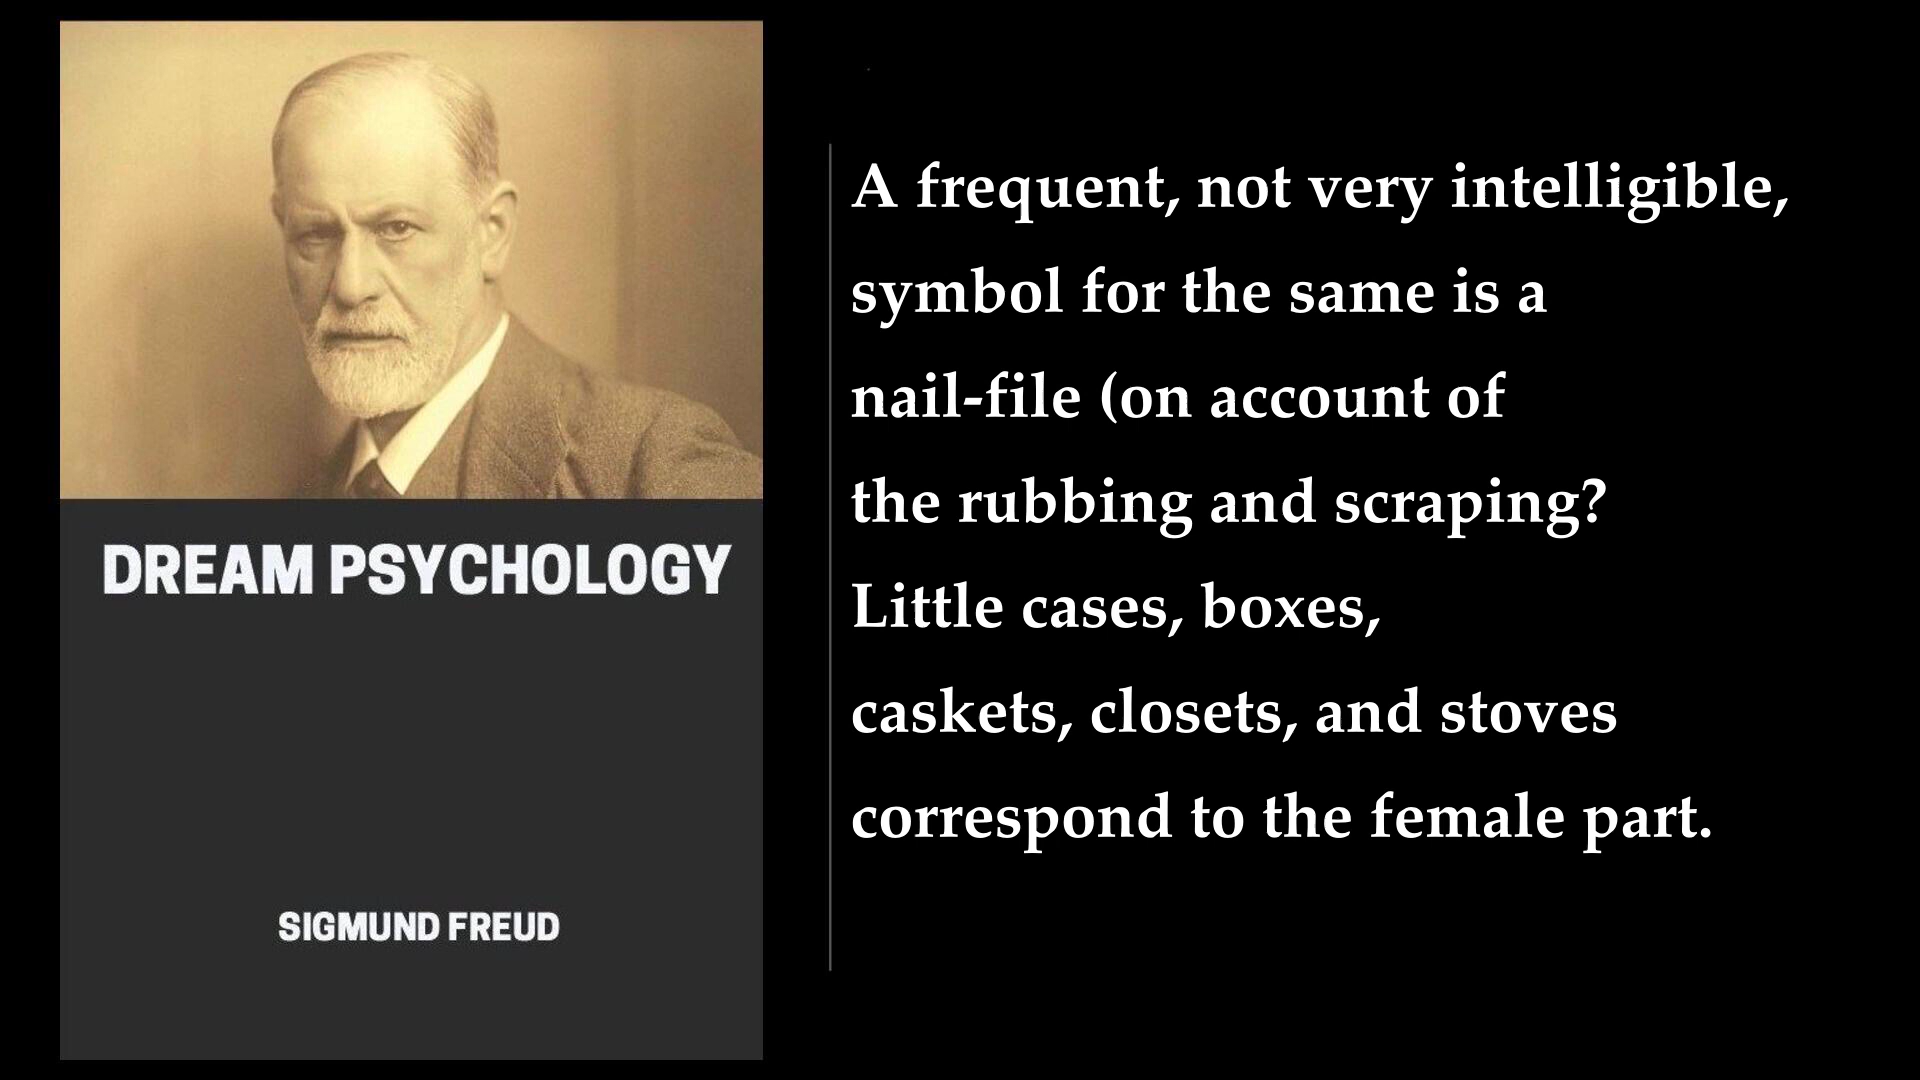 DREAM PSYCHOLOGY
SIGMUND FREUD
A frequent, not very intelligible,
symbol for the same is a
nail-file (on account of
the rubbing and scraping?
Little cases, boxes,
caskets, closets, and stoves
correspond to the female part.